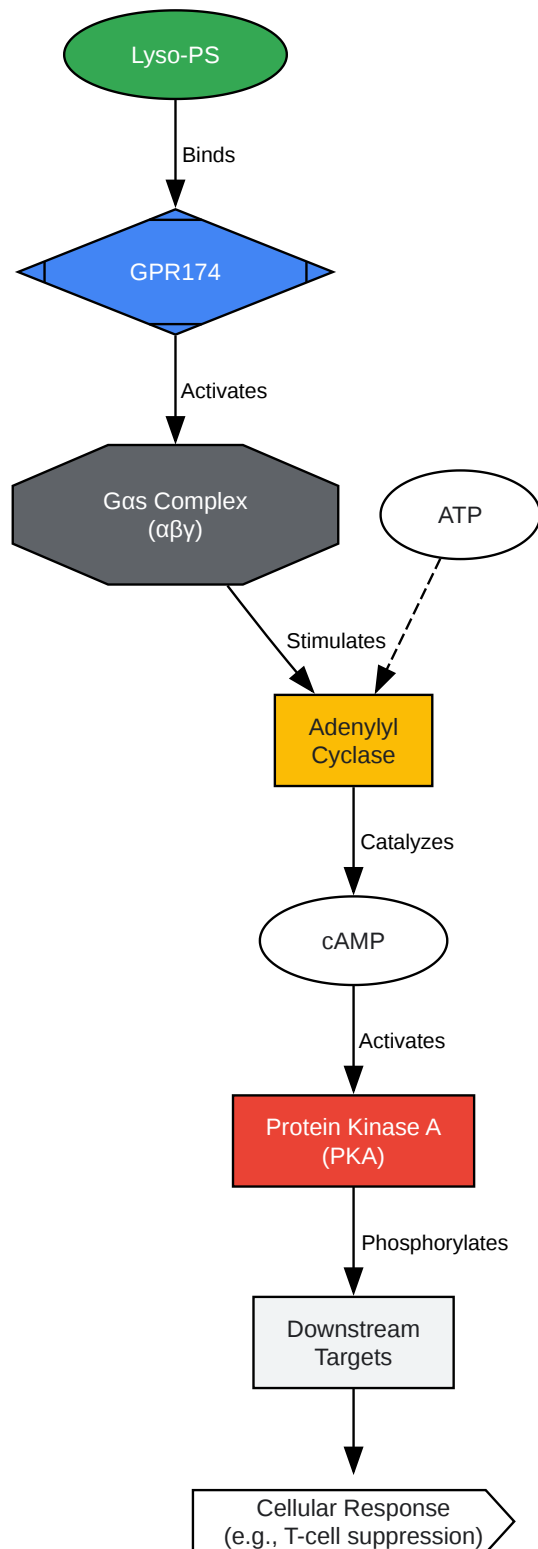 Lyso-PS
Binds
GPR174
Activates
Gαs Complex
(αβγ)
ATP
Stimulates
Adenylyl
Cyclase
Catalyzes
cAMP
Activates
Protein Kinase A
(PKA)
Phosphorylates
Downstream
Targets
Cellular Response
(e.g., T-cell suppression)